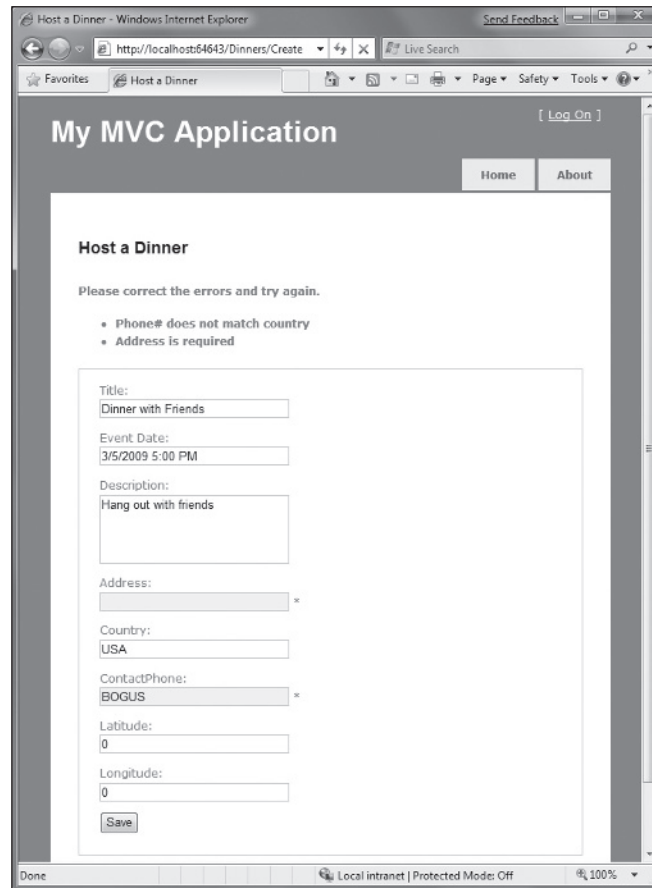 Host a Dinner - Windows Internet Explorer
Send Feedback
http://localhost:64643/Dinners/Create
Live Search
Favorites
Host a Dinner
Page
Safety
Tools
My MVC Application
[ Log On ]
Home
About
Host a Dinner
Please correct the errors and try again.
• Phone# does not match country
• Address is required
Title:
Dinner with Friends
Event Date:
3/5/2009 5:00 PM
Description:
Hang out with friends
Address:
*
Country:
USA
ContactPhone:
BOGUS *
Latitude:
0
Longitude:
0
Save
Done
Local intranet | Protected Mode: Off
100%